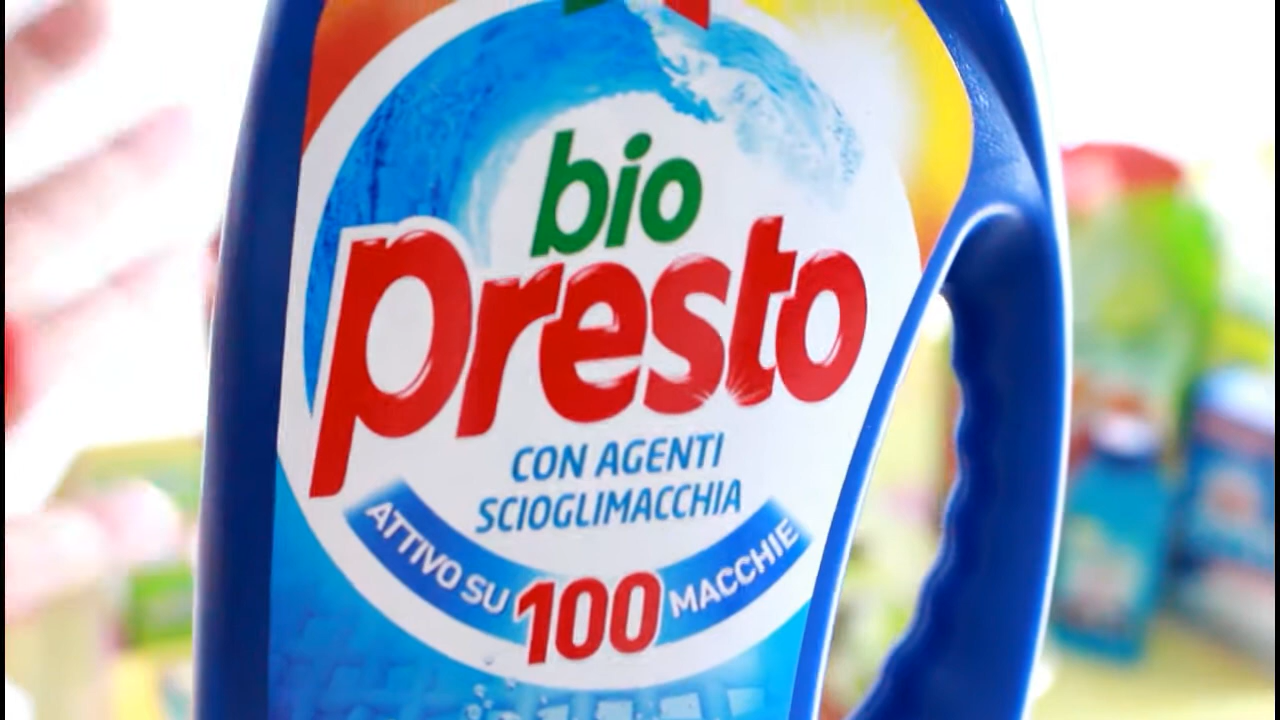 bio
presto
CON AGENTI
SCIOGLIMACCHIA
ATTIVO SU 100 MACCHIE